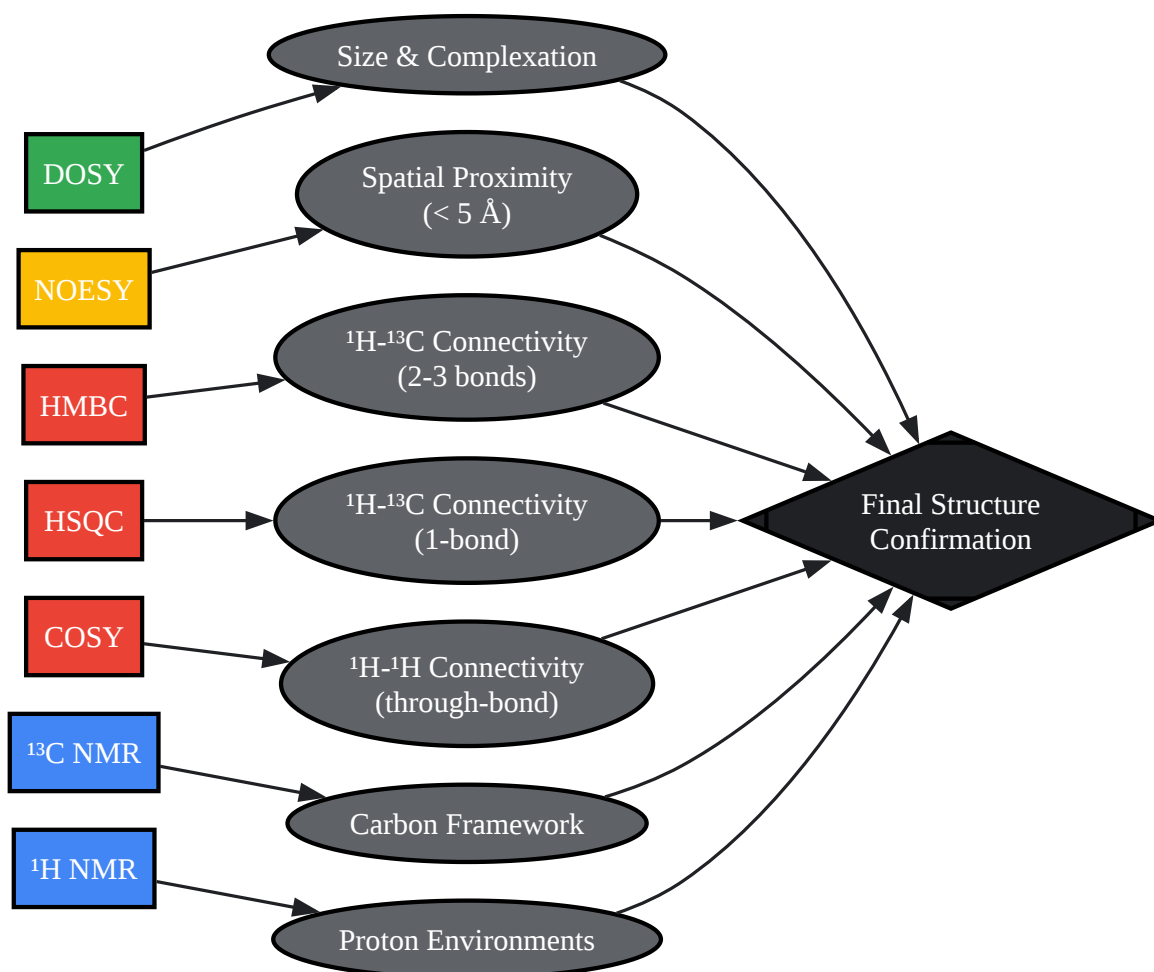 Size & Complexation
DOSY
Spatial Proximity
(< 5 Å)
NOESY
¹H-¹³C Connectivity
(2-3 bonds)
HMBC
¹H-¹³C Connectivity
(1-bond)
HSQC
Final Structure
Confirmation
COSY
¹H-¹H Connectivity
(through-bond)
¹³C NMR
Carbon Framework
¹H NMR
Proton Environments